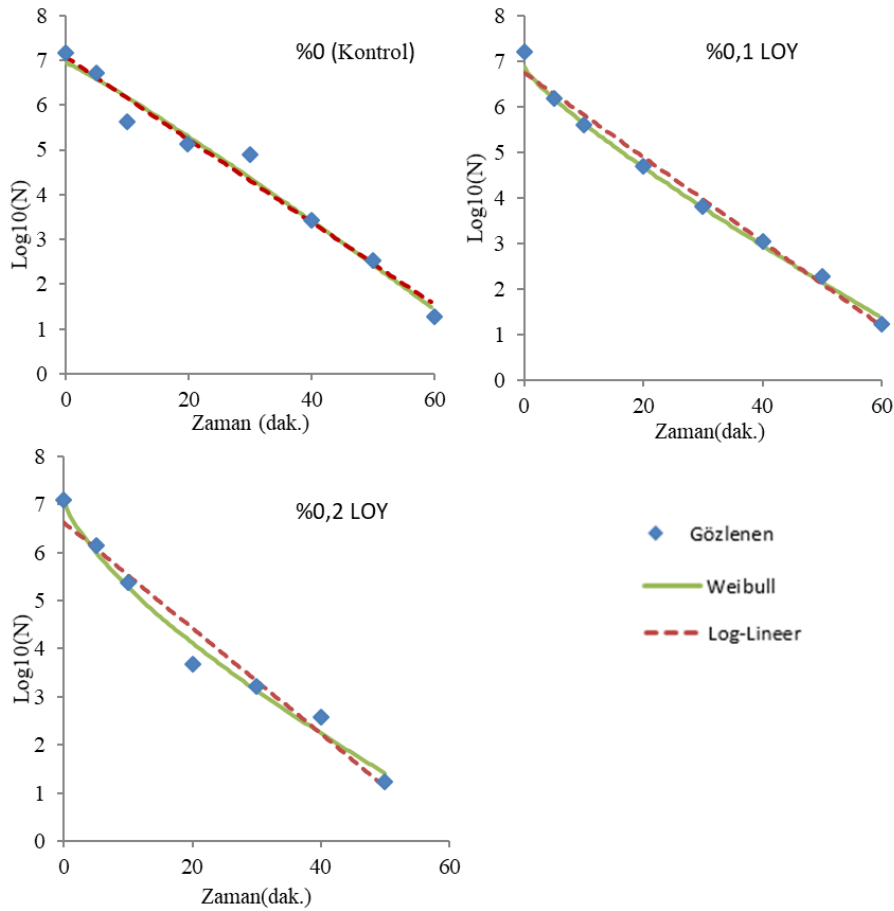 %0 (Kontrol)
Log10(N)
8
7
6
5
4
3
2
1
0
0 20 40 60
Zaman (dak.)
%0,1 LOY
Log10(N)
8
7
6
5
4
3
2
1
0
0 20 40 60
Zaman(dak.)
%0,2 LOY
Log10(N)
8
7
6
5
4
3
2
1
0
0 20 40 60
Zaman(dak.)
Gözlenen
Weibull
Log-Lineer